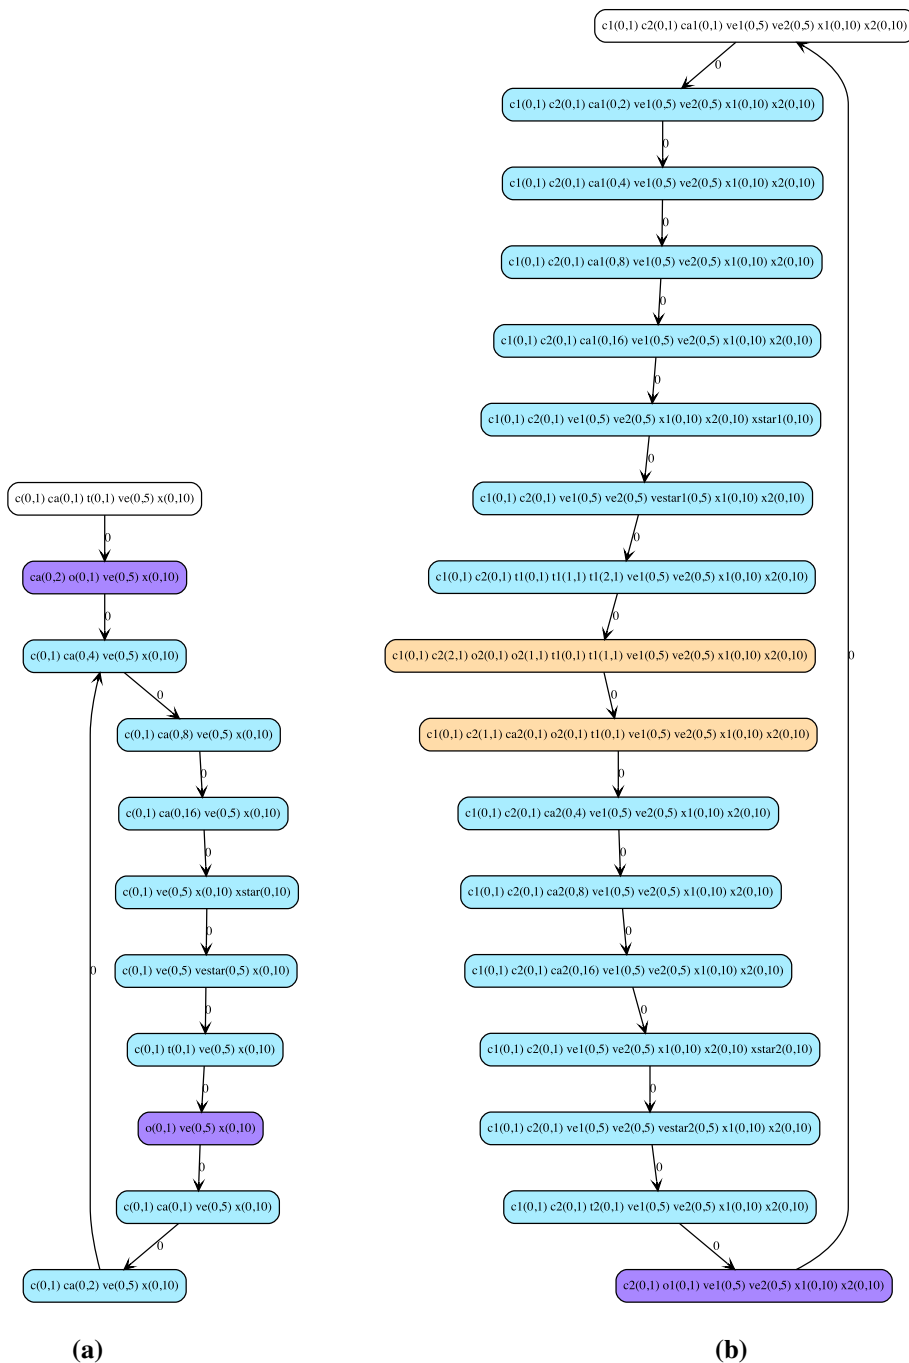 c1(0,1) c2(0,1) ca1(0,1) ve1(0,5) ve2(0,5) x1(0,10) x2(0,10)
0
c1(0,1) c2(0,1) ca1(0,2) ve1(0,5) ve2(0,5) x1(0,10) x2(0,10)
0
c1(0,1) c2(0,1) ca1(0,4) ve1(0,5) ve2(0,5) x1(0,10) x2(0,10)
0
c1(0,1) c2(0,1) ca1(0,8) ve1(0,5) ve2(0,5) x1(0,10) x2(0,10)
0
c1(0,1) c2(0,1) ca1(0,16) ve1(0,5) ve2(0,5) x1(0,10) x2(0,10)
0
c1(0,1) c2(0,1) ve1(0,5) ve2(0,5) x1(0,10) x2(0,10) xstar1(0,10)
0
c(0,1) ca(0,1) t(0,1) ve(0,5) x(0,10)
c1(0,1) c2(0,1) ve1(0,5) ve2(0,5) vestar1(0,5) x1(0,10) x2(0,10)
0
0
ca(0,2) o(0,1) ve(0,5) x(0,10)
c1(0,1) c2(0,1) t1(0,1) t1(1,1) t1(2,1) ve1(0,5) ve2(0,5) x1(0,10) x2(0,10)
0
0
c(0,1) ca(0,4) ve(0,5) x(0,10)
c1(0,1) c2(2,1) o2(0,1) o2(1,1) t1(0,1) t1(1,1) ve1(0,5) ve2(0,5) x1(0,10) x2(0,10)
0
0
0
c(0,1) ca(0,8) ve(0,5) x(0,10)
c1(0,1) c2(1,1) ca2(0,1) o2(0,1) t1(0,1) ve1(0,5) ve2(0,5) x1(0,10) x2(0,10)
0
0
c(0,1) ca(0,16) ve(0,5) x(0,10)
c1(0,1) c2(0,1) ca2(0,4) ve1(0,5) ve2(0,5) x1(0,10) x2(0,10)
0
0
c(0,1) ve(0,5) x(0,10) xstar(0,10)
c1(0,1) c2(0,1) ca2(0,8) ve1(0,5) ve2(0,5) x1(0,10) x2(0,10)
0
0
c(0,1) ve(0,5) vestar(0,5) x(0,10)
c1(0,1) c2(0,1) ca2(0,16) ve1(0,5) ve2(0,5) x1(0,10) x2(0,10)
0
0
0
c(0,1) t(0,1) ve(0,5) x(0,10)
c1(0,1) c2(0,1) ve1(0,5) ve2(0,5) x1(0,10) x2(0,10) xstar2(0,10)
0
0
o(0,1) ve(0,5) x(0,10)
c1(0,1) c2(0,1) ve1(0,5) ve2(0,5) vestar2(0,5) x1(0,10) x2(0,10)
0
0
c(0,1) ca(0,1) ve(0,5) x(0,10)
c1(0,1) c2(0,1) t2(0,1) ve1(0,5) ve2(0,5) x1(0,10) x2(0,10)
0
0
c(0,1) ca(0,2) ve(0,5) x(0,10)
c2(0,1) o1(0,1) ve1(0,5) ve2(0,5) x1(0,10) x2(0,10)
(a)
(b)